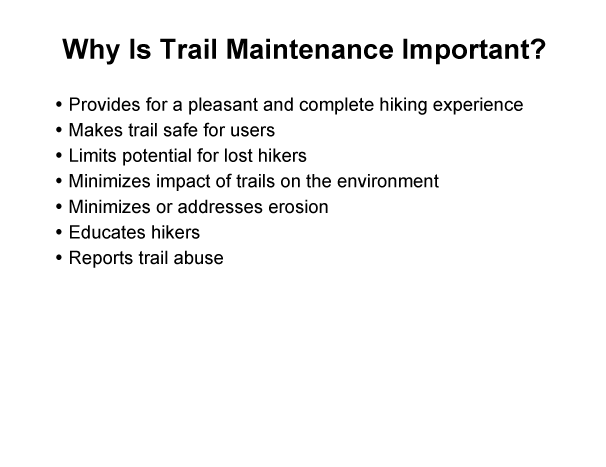 Why Is Trail Maintenance Important?
• Provides for a pleasant and complete hiking experience
• Makes trail safe for users
• Limits potential for lost hikers
• Minimizes impact of trails on the environment
• Minimizes or addresses erosion
• Educates hikers
• Reports trail abuse